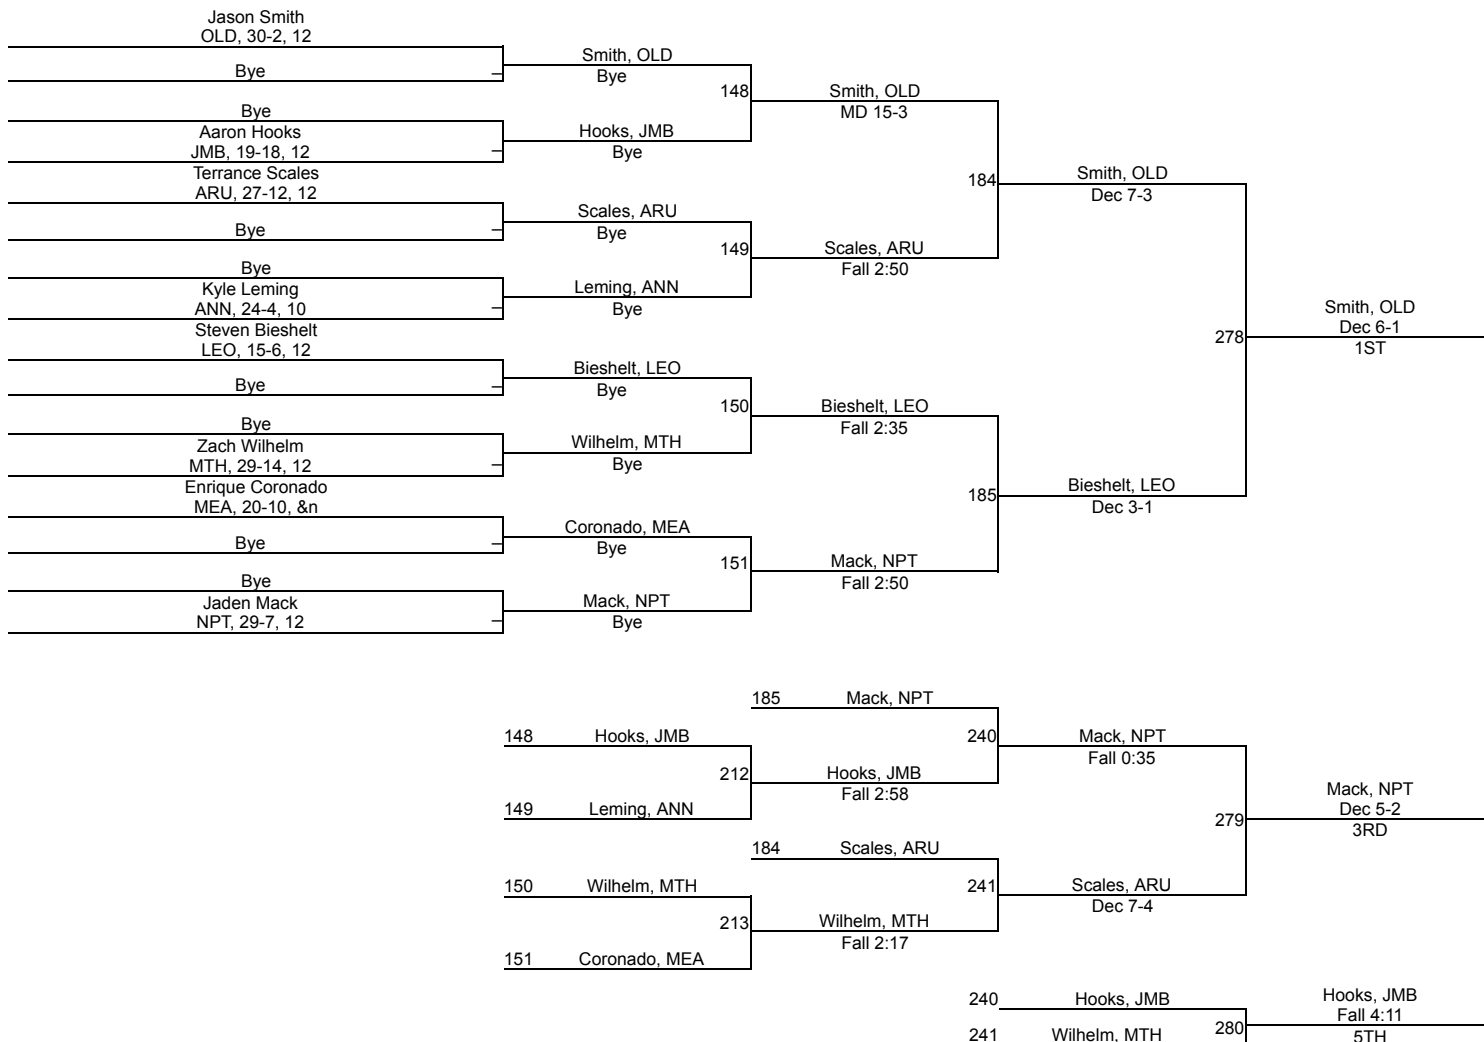 Jason Smith
OLD, 30-2, 12
Bye
Bye
Aaron Hooks
JMB, 19-18, 12
Terrance Scales
ARU, 27-12, 12
Bye
Bye
Kyle Leming
ANN, 24-4, 10
Steven Bieshelt
LEO, 15-6, 12
Bye
Bye
Zach Wilhelm
MTH, 29-14, 12
Enrique Coronado
MEA, 20-10, &n
Bye
Bye
Jaden Mack
NPT, 29-7, 12
Smith, OLD
Bye
148
Hooks, JMB
Bye
Scales, ARU
Bye
149
Leming, ANN
Bye
Bieshelt, LEO
Bye
150
Wilhelm, MTH
Bye
Coronado, MEA
Bye
151
Mack, NPT
Bye
Smith, OLD
MD 15-3
184
Scales, ARU
Fall 2:50
Bieshelt, LEO
Fall 2:35
185
Mack, NPT
Fall 2:50
Smith, OLD
Dec 7-3
278
Bieshelt, LEO
Dec 3-1
Smith, OLD
Dec 6-1
1ST
185 Mack, NPT
148 Hooks, JMB
212
149 Leming, ANN
Hooks, JMB
Fall 2:58
240
Mack, NPT
Fall 0:35
184 Scales, ARU
150 Wilhelm, MTH
213
151 Coronado, MEA
Wilhelm, MTH
Fall 2:17
241
Scales, ARU
Dec 7-4
279
Mack, NPT
Dec 5-2
3RD
240 Hooks, JMB
241 Wilhelm, MTH
280
Hooks, JMB
Fall 4:11
5TH